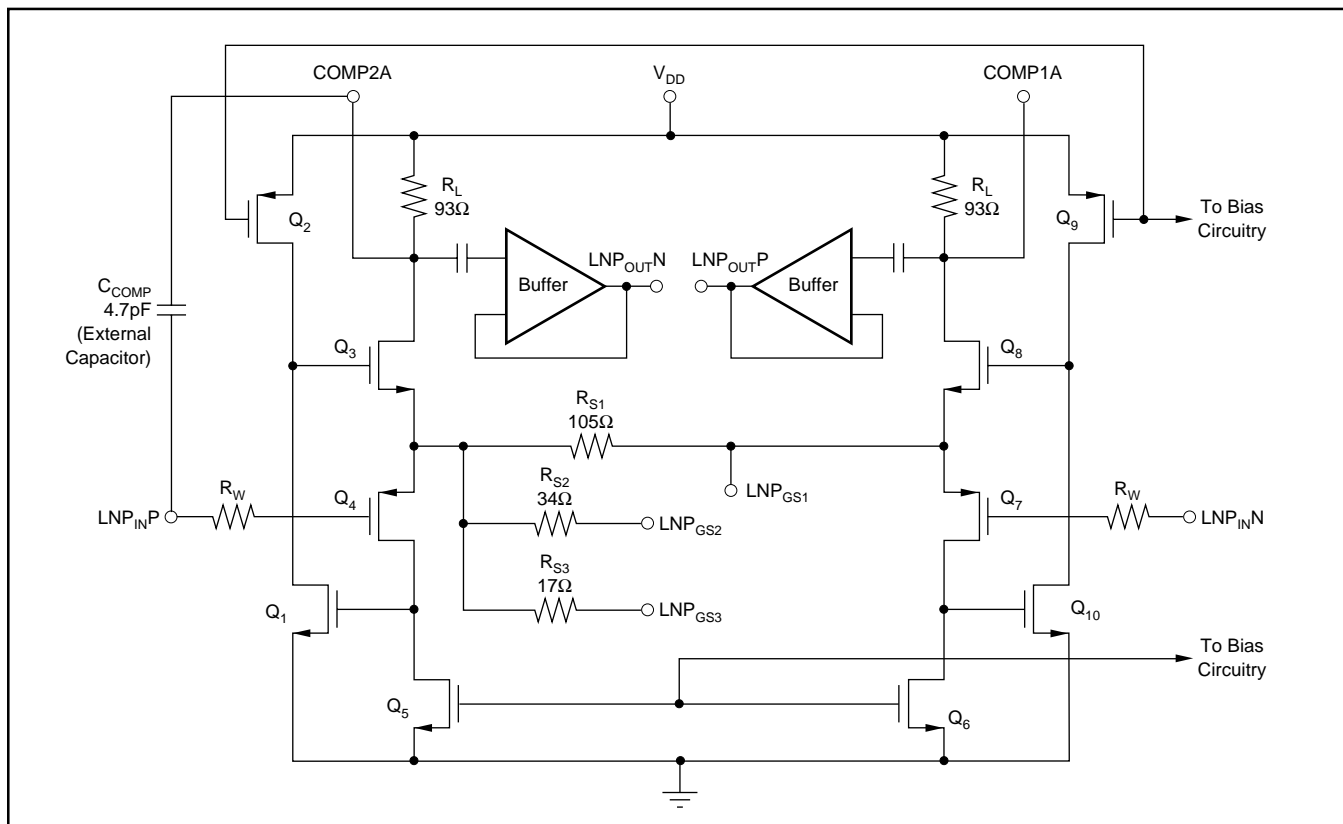 COMP2A
V_DD
COMP1A
R_L
93Ω
R_L
93Ω
Q_2
Q_9
To Bias
Circuitry
LNP_OUT N
LNP_OUT P
Buffer
Buffer
C_COMP
4.7pF
(External
Capacitor)
Q_3
Q_8
R_S1
105Ω
R_W
Q_4
R_S2
34Ω
LNP_GS1
Q_7
R_W
LNP_IN P
LNP_GS2
LNP_IN N
R_S3
17Ω
Q_1
LNP_GS3
Q_10
To Bias
Circuitry
Q_5
Q_6